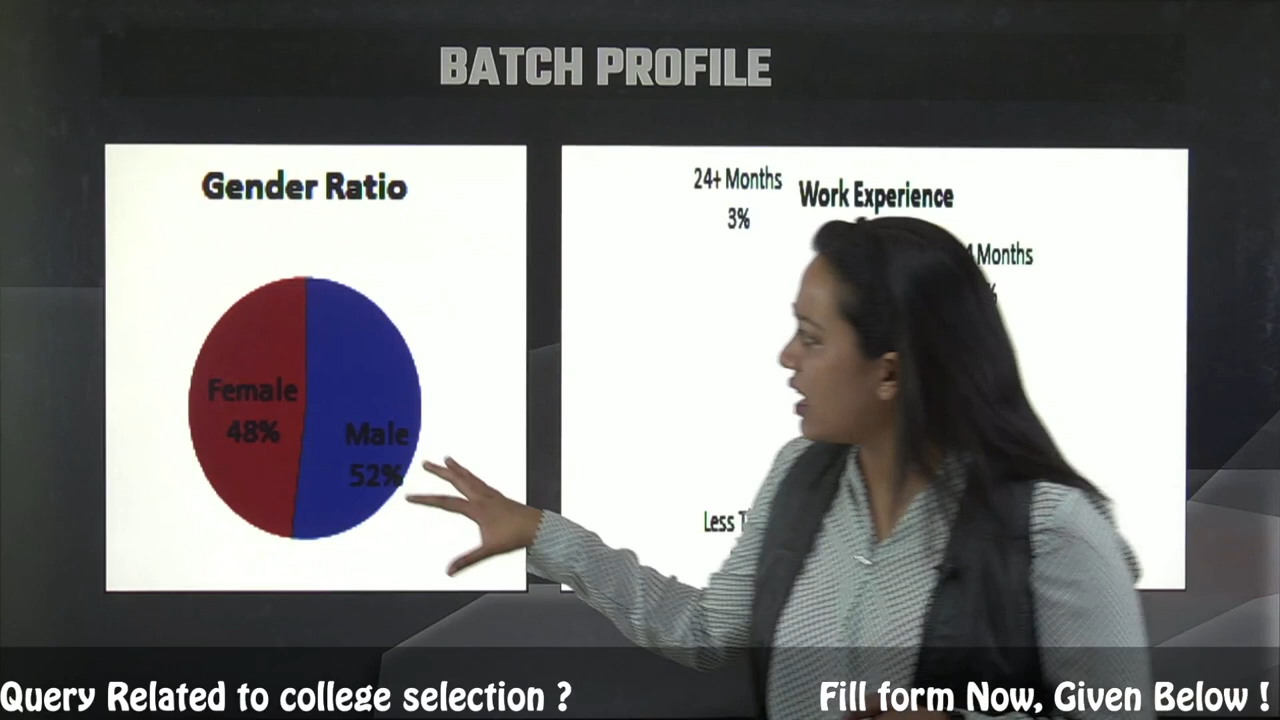 BATCH PROFILE
Gender Ratio
Female
48%
Male
52%
24+ Months
3%
Work Experience
Months
%
Less
Query Related to college selection ?
Fill form Now, Given Below !